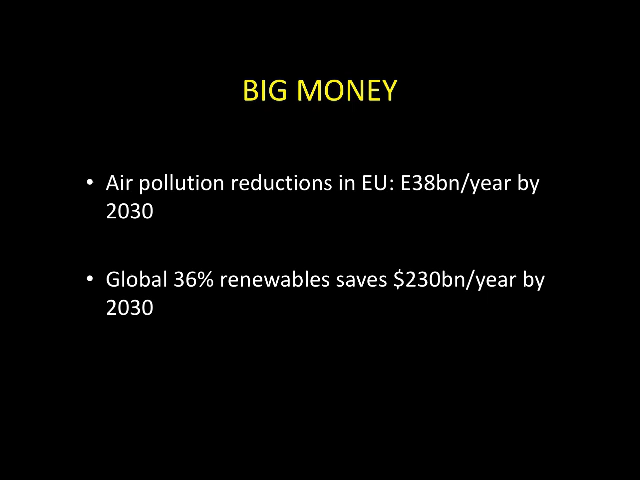 BIG MONEY
• Air pollution reductions in EU: E38bn/year by
2030
• Global 36% renewables saves $230bn/year by
2030